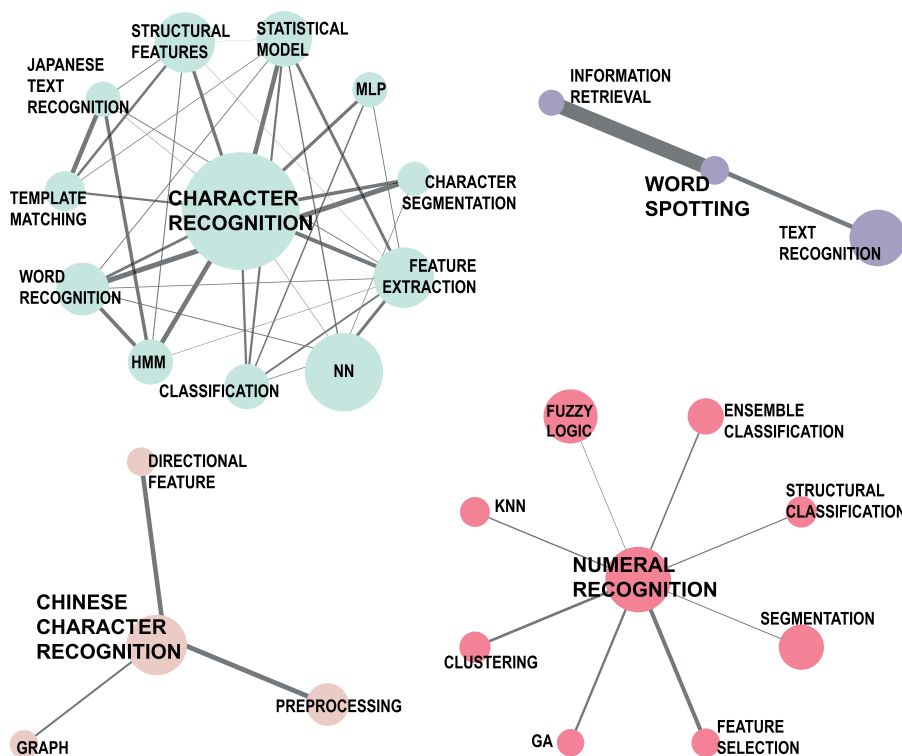 STRUCTURAL
FEATURES
STATISTICAL
MODEL
JAPANESE
TEXT
RECOGNITION
MLP
CHARACTER
SEGMENTATION
TEMPLATE
MATCHING
CHARACTER
RECOGNITION
WORD
RECOGNITION
FEATURE
EXTRACTION
HMM
CLASSIFICATION
NN
INFORMATION
RETRIEVAL
WORD
SPOTTING
TEXT
RECOGNITION
DIRECTIONAL
FEATURE
CHINESE
CHARACTER
RECOGNITION
PREPROCESSING
GRAPH
FUZZY
LOGIC
ENSEMBLE
CLASSIFICATION
KNN
STRUCTURAL
CLASSIFICATION
NUMERAL
RECOGNITION
SEGMENTATION
CLUSTERING
GA
FEATURE
SELECTION